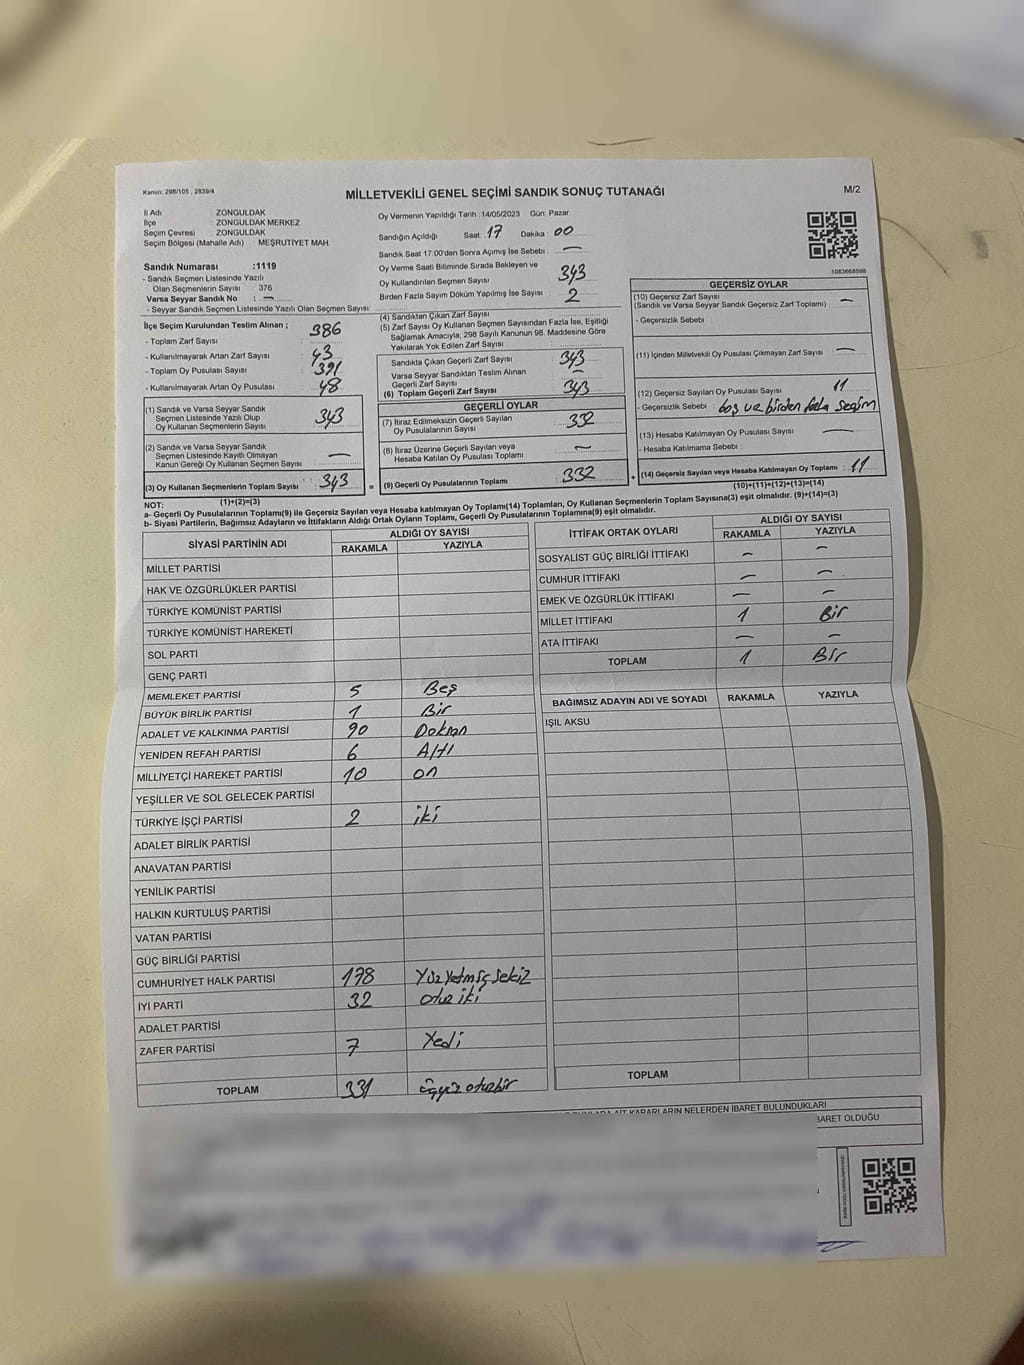 Kanun: 298/105 , 2839/4
MİLLETVEKİLİ GENEL SEÇİMİ SANDIK SONUÇ TUTANAĞI
M/2
İl Adı ZONGULDAK
İlçe ZONGULDAK MERKEZ
Seçim Çevresi ZONGULDAK
Seçim Bölgesi (Mahalle Adı) MEŞRUTİYET MAH
Sandık Numarası :1119
- Sandık Seçmen Listesinde Yazılı
Olan Seçmenlerin Sayısı : 376
Varsa Seyyar Sandık No : —
- Seyyar Sandık Seçmen Listesinde Yazılı Olan Seçmen Sayısı:
Oy Vermenin Yapıldığı Tarih :14/05/2023 Gün: Pazar
Sandığın Açıldığı Saat: 17 Dakika 00
Sandık Saat 17:00'den Sonra Açılmış İse Sebebi : —
Oy Verme Saati Bitiminde Sırada Bekleyen ve
Oy Kullandırılan Seçmen Sayısı 343
Birden Fazla Sayım Döküm Yapılmış İse Sayısı 2
1083668598
İlçe Seçim Kurulundan Teslim Alınan ;
- Toplam Zarf Sayısı : 386
- Kullanılmayarak Artan Zarf Sayısı : 43
- Toplam Oy Pusulası Sayısı : 391
- Kullanılmayarak Artan Oy Pusulası : 48
(1) Sandık ve Varsa Seyyar Sandık
Seçmen Listesinde Yazılı Olup
Oy Kullanan Seçmenlerin Sayısı 343
(2) Sandık ve Varsa Seyyar Sandık
Seçmen Listesinde Kayıtlı Olmayan
Kanun Gereği Oy Kullanan Seçmen Sayısı —
(3) Oy Kullanan Seçmenlerin Toplam Sayısı : 343
(1)+(2)=(3)
(4) Sandıktan Çıkan Zarf Sayısı
(5) Zarf Sayısı Oy Kullanan Seçmen Sayısından Fazla İse, Eşitliği
Sağlamak Amacıyla, 298 Sayılı Kanunun 98. Maddesine Göre
Yakılarak Yok Edilen Zarf Sayısı
Sandıkta Çıkan Geçerli Zarf Sayısı 343
Varsa Seyyar Sandıktan Teslim Alınan
Geçerli Zarf Sayısı —
(6) Toplam Geçerli Zarf Sayısı 343
GEÇERLİ OYLAR
(7) İtiraz Edilmeksizin Geçerli Sayılan
Oy Pusulalarının Sayısı 332
(8) İtiraz Üzerine Geçerli Sayılan veya
Hesaba Katılan Oy Pusulası Toplamı —
= (9) Geçerli Oy Pusulalarının Toplamı 332
GEÇERSİZ OYLAR
(10) Geçersiz Zarf Sayısı
(Sandık ve Varsa Seyyar Sandık Geçersiz Zarf Toplamı) : —
- Geçersizlik Sebebi :
(11) İçinden Milletvekili Oy Pusulası Çıkmayan Zarf Sayısı : —
(12) Geçersiz Sayılan Oy Pusulası Sayısı 11
- Geçersizlik Sebebi : boş ve birden fazla seçim
(13) Hesaba Katılmayan Oy Pusulası Sayısı —
- Hesaba Katılmama Sebebi :
+ (14) Geçersiz Sayılan veya Hesaba Katılmayan Oy Toplamı : 11
(10)+(11)+(12)+(13)=(14)
NOT:
a- Geçerli Oy Pusulalarının Toplamı(9) ile Geçersiz Sayılan veya Hesaba katılmayan Oy Toplamı(14) Toplamları, Oy Kullanan Seçmenlerin Toplam Sayısına(3) eşit olmalıdır. (9)+(14)=(3)
b- Siyasi Partilerin, Bağımsız Adayların ve İttifakların Aldığı Ortak Oyların Toplamı, Geçerli Oy Pusulalarının Toplamına(9) eşit olmalıdır.
SİYASİ PARTİNİN ADI ALDIĞI OY SAYISI
RAKAMLA YAZIYLA
MİLLET PARTİSİ
HAK VE ÖZGÜRLÜKLER PARTİSİ
TÜRKİYE KOMÜNİST PARTİSİ
TÜRKİYE KOMÜNİST HAREKETİ
SOL PARTİ
GENÇ PARTİ
MEMLEKET PARTİSİ 5 Beş
BÜYÜK BİRLİK PARTİSİ 1 Bir
ADALET VE KALKINMA PARTİSİ 90 Doksan
YENİDEN REFAH PARTİSİ 6 Altı
MİLLİYETÇİ HAREKET PARTİSİ 10 on
YEŞİLLER VE SOL GELECEK PARTİSİ
TÜRKİYE İŞÇİ PARTİSİ 2 iki
ADALET BİRLİK PARTİSİ
ANAVATAN PARTİSİ
YENİLİK PARTİSİ
HALKIN KURTULUŞ PARTİSİ
VATAN PARTİSİ
GÜÇ BİRLİĞİ PARTİSİ
CUMHURİYET HALK PARTİSİ 178 Yüz Yetmiş Sekiz
İYİ PARTİ 32 otuz iki
ADALET PARTİSİ
ZAFER PARTİSİ 7 Yedi
TOPLAM 331 üçyüz otuzbir
İTTİFAK ORTAK OYLARI ALDIĞI OY SAYISI
RAKAMLA YAZIYLA
SOSYALİST GÜÇ BİRLİĞİ İTTİFAKI — —
CUMHUR İTTİFAKI — —
EMEK VE ÖZGÜRLÜK İTTİFAKI — —
MİLLET İTTİFAKI 1 Bir
ATA İTTİFAKI — —
TOPLAM 1 Bir
BAĞIMSIZ ADAYIN ADI VE SOYADI RAKAMLA YAZIYLA
IŞIL AKSU
TOPLAM
KARARLARIN NELERDEN İBARET BULUNDUKLARI
İBARET OLDUĞU